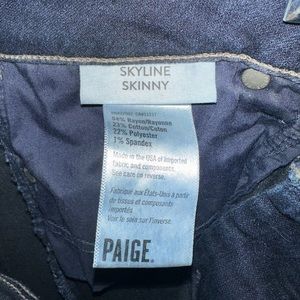 SKYLINE
SKINNY
54% Rayon/Rayonne
23% Cotton/Coton
22% Polyester
1% Spandex
Made in the USA of imported
fabric and components.
See care on reverse.
Fabriqué aux États-Unis à partir
de tissus et composants
importés.
Voir soin sur l'inverse.
PAIGE.